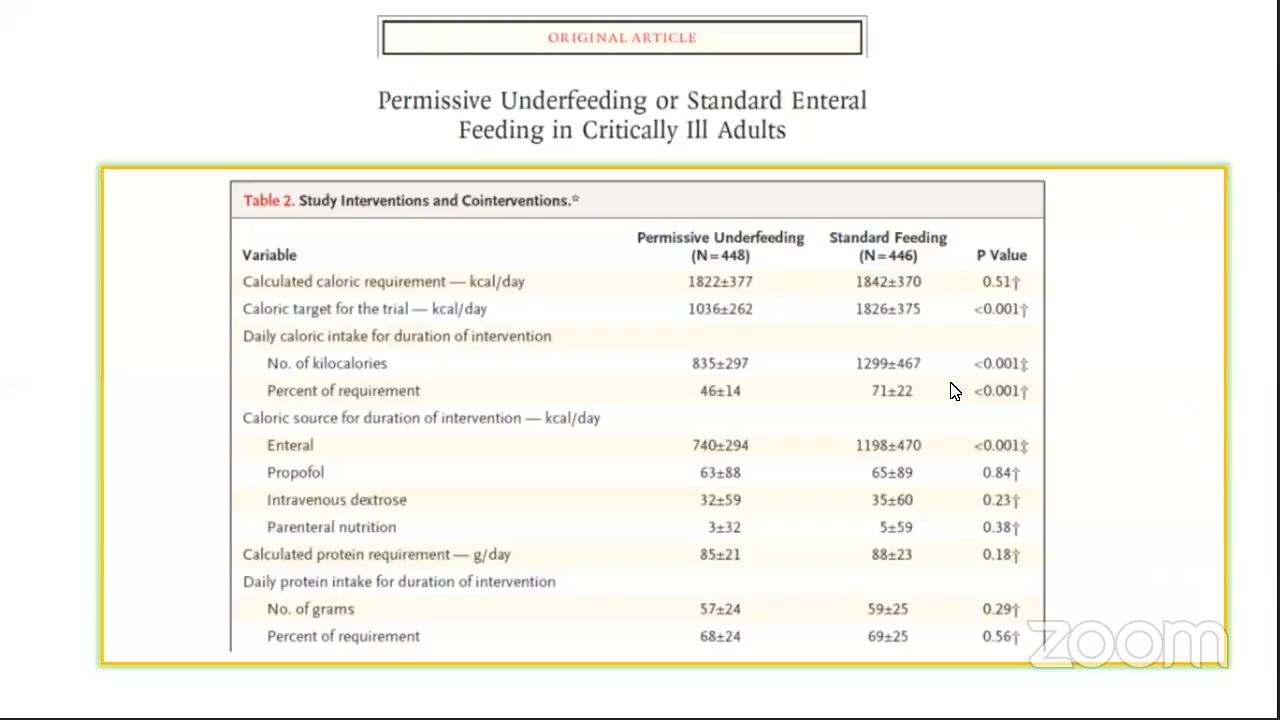 ORIGINAL ARTICLE
Permissive Underfeeding or Standard Enteral
Feeding in Critically Ill Adults
Table 2. Study Interventions and Cointerventions.*
Variable Permissive Underfeeding (N=448) Standard Feeding (N=446) P Value
Calculated caloric requirement — kcal/day 1822±377 1842±370 0.51†
Caloric target for the trial — kcal/day 1036±262 1826±375 <0.001†
Daily caloric intake for duration of intervention
No. of kilocalories 835±297 1299±467 <0.001‡
Percent of requirement 46±14 71±22 <0.001†
Caloric source for duration of intervention — kcal/day
Enteral 740±294 1198±470 <0.001‡
Propofol 63±88 65±89 0.84†
Intravenous dextrose 32±59 35±60 0.23†
Parenteral nutrition 3±32 5±59 0.38†
Calculated protein requirement — g/day 85±21 88±23 0.18†
Daily protein intake for duration of intervention
No. of grams 57±24 59±25 0.29†
Percent of requirement 68±24 69±25 0.56†
zoom